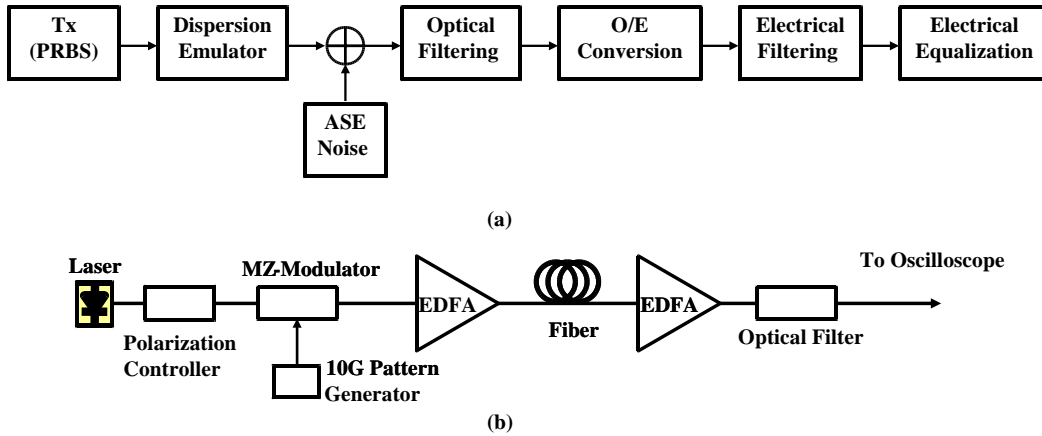 Tx
(PRBS)
Dispersion
Emulator
Optical
Filtering
O/E
Conversion
Electrical
Filtering
Electrical
Equalization
ASE
Noise
(a)
Laser
Polarization
Controller
MZ-Modulator
10G Pattern
Generator
EDFA
Fiber
EDFA
Optical Filter
To Oscilloscope
(b)